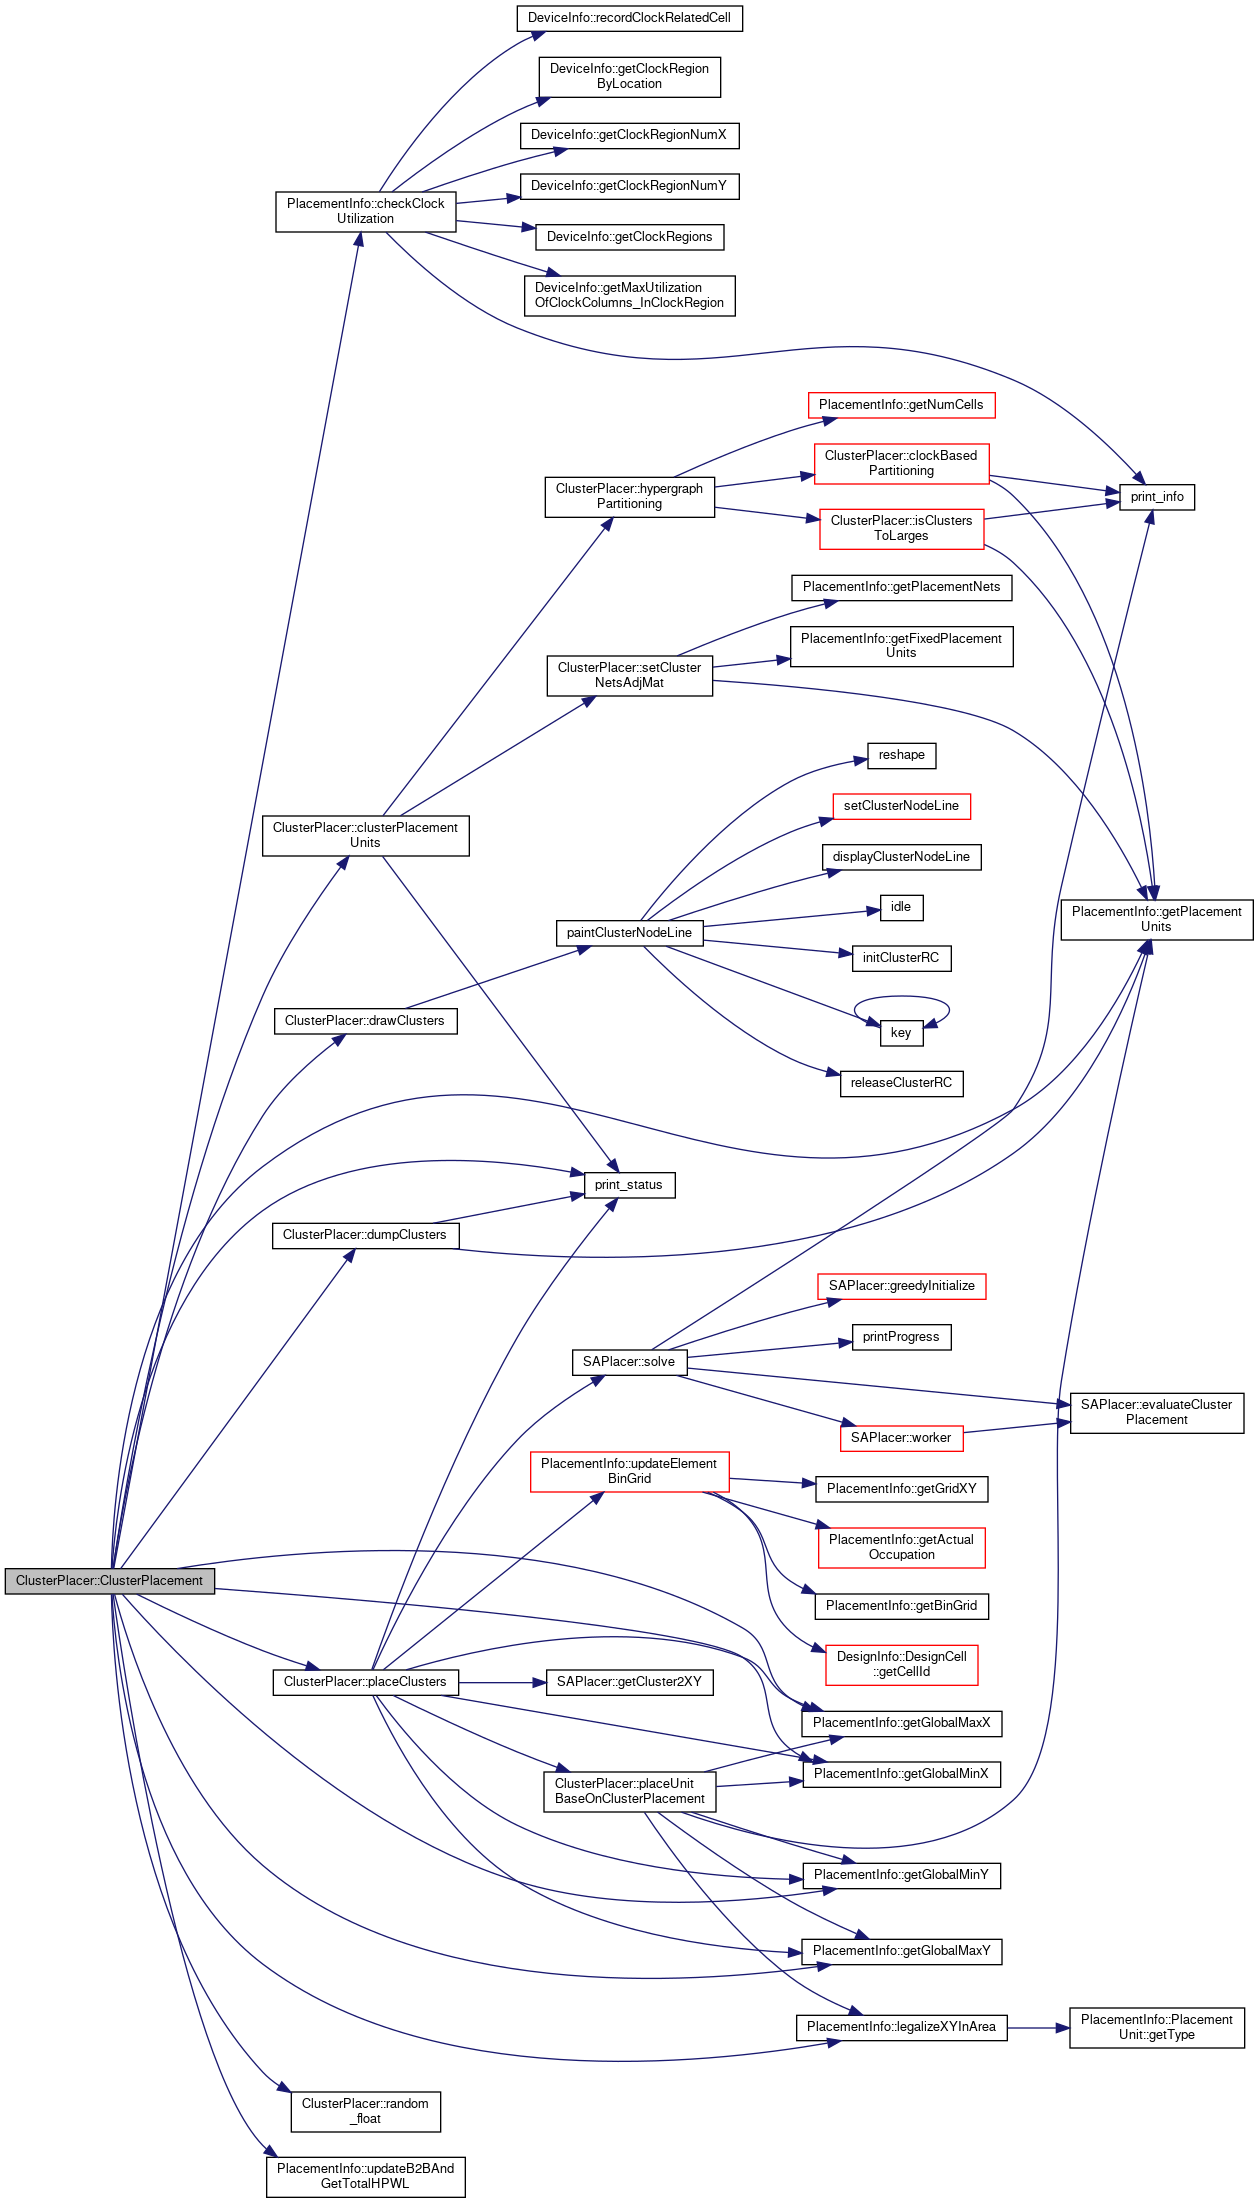 DeviceInfo::recordClockRelatedCell
DeviceInfo::getClockRegion
ByLocation
DeviceInfo::getClockRegionNumX
DeviceInfo::getClockRegionNumY
PlacementInfo::checkClock
Utilization
DeviceInfo::getClockRegions
DeviceInfo::getMaxUtilization
OfClockColumns_InClockRegion
PlacementInfo::getNumCells
ClusterPlacer::clockBased
Partitioning
ClusterPlacer::hypergraph
Partitioning
print_info
ClusterPlacer::isClusters
ToLarges
PlacementInfo::getPlacementNets
PlacementInfo::getFixedPlacement
Units
ClusterPlacer::setCluster
NetsAdjMat
reshape
setClusterNodeLine
ClusterPlacer::clusterPlacement
Units
displayClusterNodeLine
idle
PlacementInfo::getPlacement
Units
paintClusterNodeLine
initClusterRC
ClusterPlacer::drawClusters
key
releaseClusterRC
print_status
ClusterPlacer::dumpClusters
SAPlacer::greedyInitialize
printProgress
SAPlacer::solve
SAPlacer::evaluateCluster
Placement
SAPlacer::worker
PlacementInfo::updateElement
BinGrid
PlacementInfo::getGridXY
PlacementInfo::getActual
Occupation
ClusterPlacer::ClusterPlacement
PlacementInfo::getBinGrid
DesignInfo::DesignCell
::getCellId
ClusterPlacer::placeClusters
SAPlacer::getCluster2XY
PlacementInfo::getGlobalMaxX
PlacementInfo::getGlobalMinX
ClusterPlacer::placeUnit
BaseOnClusterPlacement
PlacementInfo::getGlobalMinY
PlacementInfo::getGlobalMaxY
PlacementInfo::legalizeXYInArea
PlacementInfo::Placement
Unit::getType
ClusterPlacer::random
_float
PlacementInfo::updateB2BAnd
GetTotalHPWL